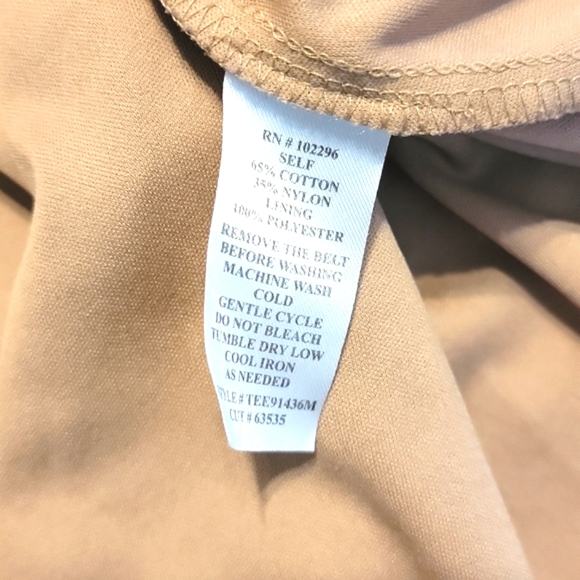 RN # 102296
SELF
65% COTTON
35% NYLON
LINING
100% POLYESTER
REMOVE THE BELT
BEFORE WASHING
MACHINE WASH
COLD
GENTLE CYCLE
DO NOT BLEACH
TUMBLE DRY LOW
COOL IRON
AS NEEDED
STYLE # TEE91436M
CUT # 63535